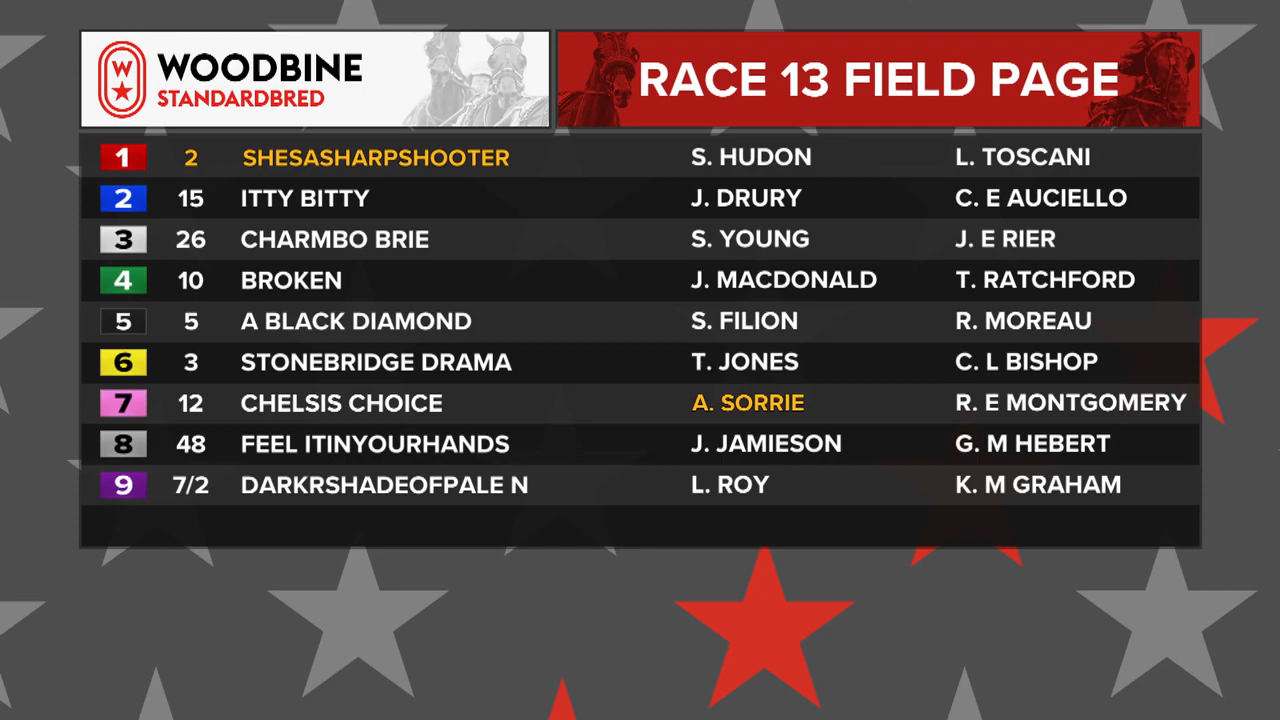 W WOODBINE
STANDARDBRED
RACE 13 FIELD PAGE
1 2 SHESASHARPSHOOTER S. HUDON L. TOSCANI
2 15 ITTY BITTY J. DRURY C. E AUCIELLO
3 26 CHARMBO BRIE S. YOUNG J. E RIER
4 10 BROKEN J. MACDONALD T. RATCHFORD
5 5 A BLACK DIAMOND S. FILION R. MOREAU
6 3 STONEBRIDGE DRAMA T. JONES C. L BISHOP
7 12 CHELSIS CHOICE A. SORRIE R. E MONTGOMERY
8 48 FEEL ITINYOURHANDS J. JAMIESON G. M HEBERT
9 7/2 DARKRSHADEOFPALE N L. ROY K. M GRAHAM